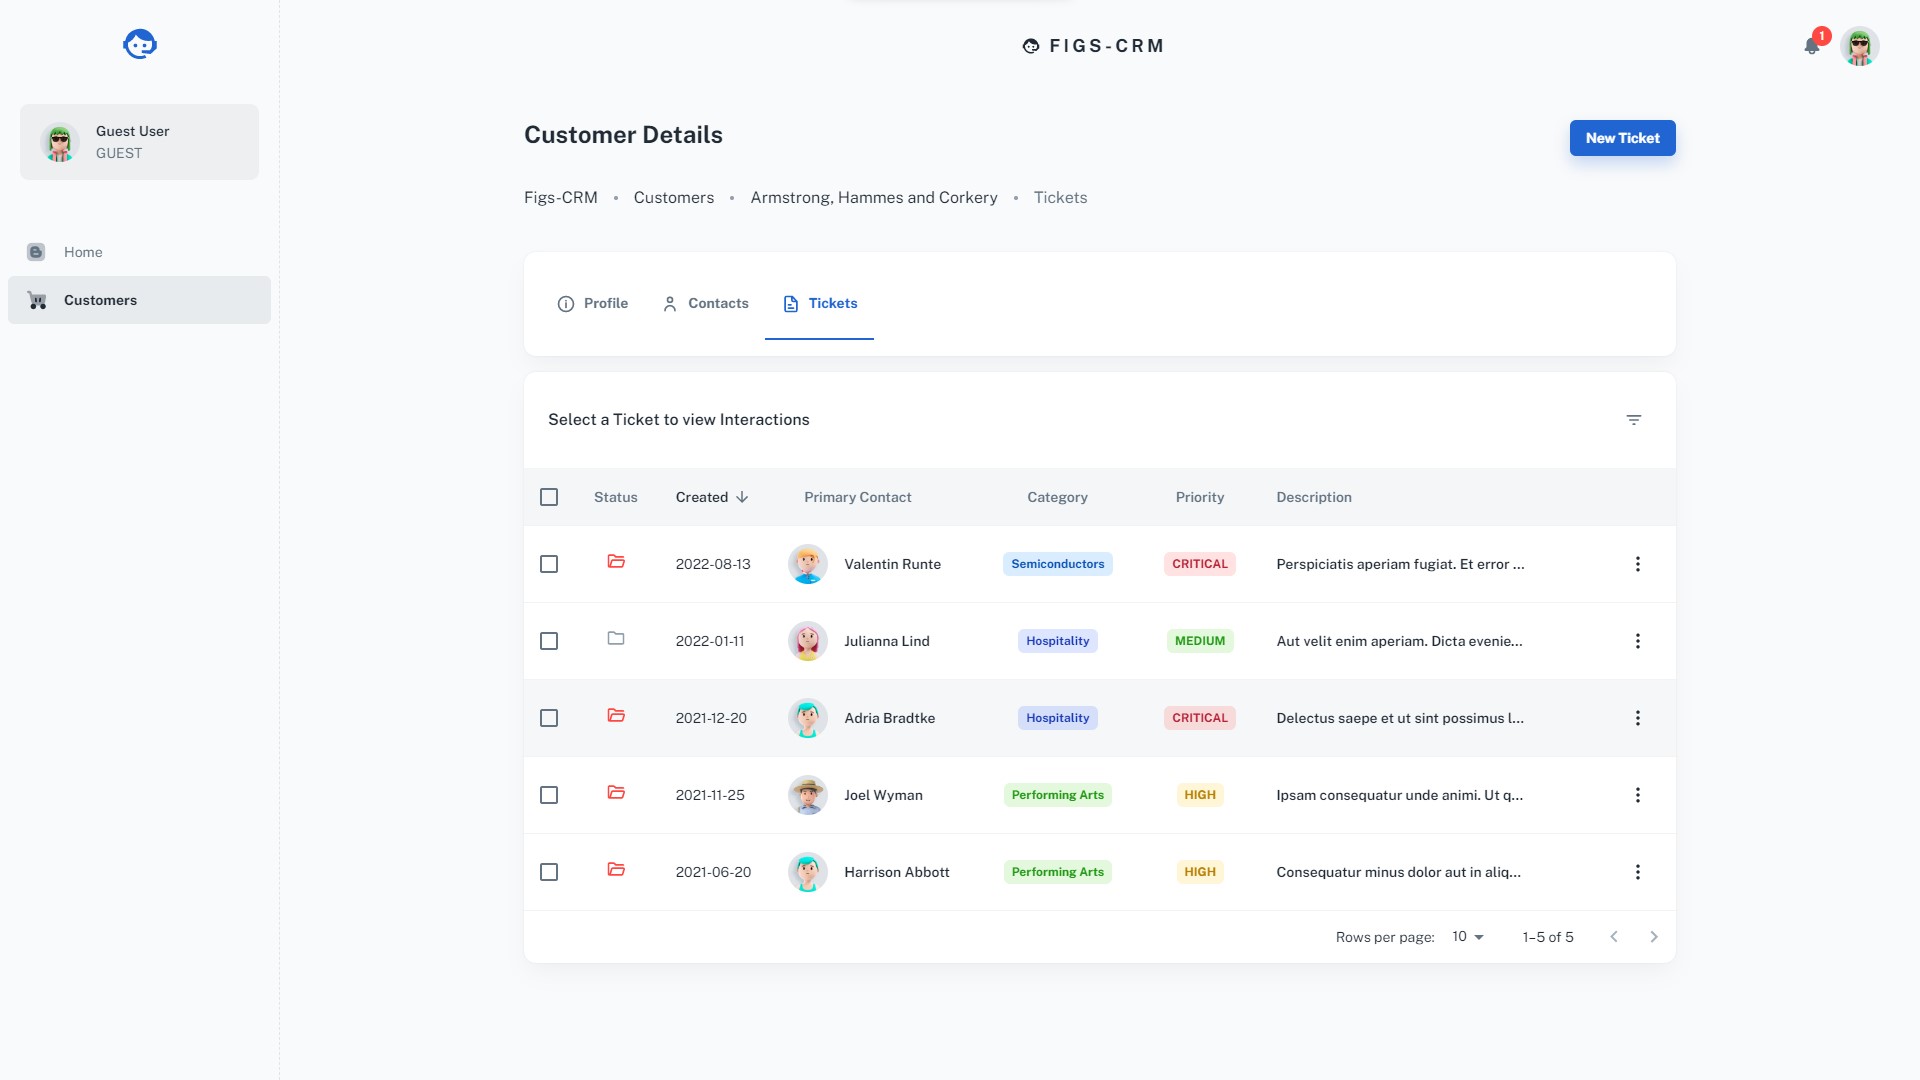 FIGS-CRM
1
Guest User
GUEST
Home
Customers
Customer Details
New Ticket
Figs-CRM • Customers • Armstrong, Hammes and Corkery • Tickets
Profile Contacts Tickets
Select a Ticket to view Interactions
Status Created Primary Contact Category Priority Description
2022-08-13 Valentin Runte Semiconductors CRITICAL Perspiciatis aperiam fugiat. Et error ...
2022-01-11 Julianna Lind Hospitality MEDIUM Aut velit enim aperiam. Dicta evenie...
2021-12-20 Adria Bradtke Hospitality CRITICAL Delectus saepe et ut sint possimus l...
2021-11-25 Joel Wyman Performing Arts HIGH Ipsam consequatur unde animi. Ut q...
2021-06-20 Harrison Abbott Performing Arts HIGH Consequatur minus dolor aut in aliq...
Rows per page: 10 1–5 of 5